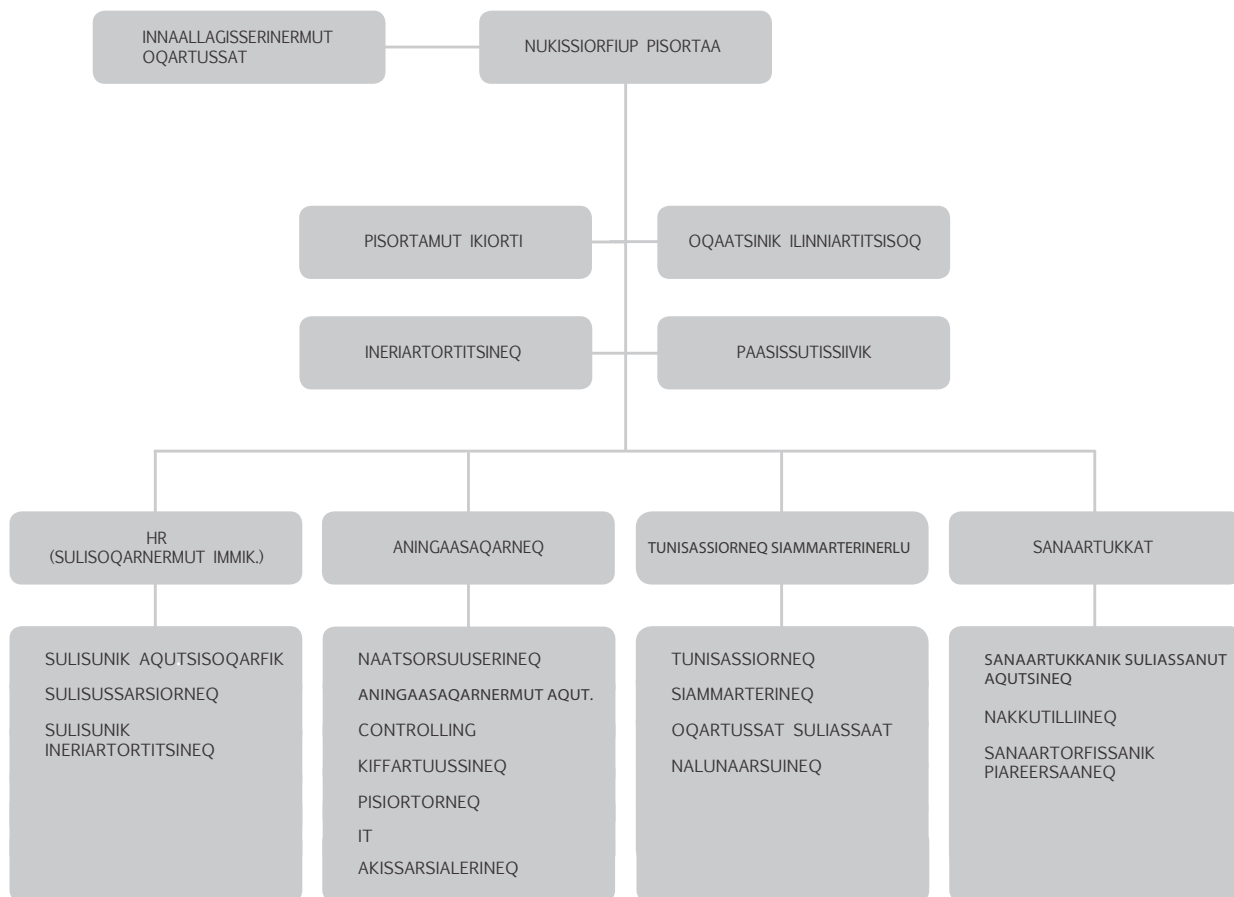 INNAALLAGISSERINERMUT
OQARTUSSAT
NUKISSIORFIUP PISORTAA
PISORTAMUT IKIORTI
OQAATSINIK ILINNIARTITSISOQ
INERIARTORTITSINEQ
PAASISSUTISSIIVIK
HR
(SULISOQARNERMUT IMMIK.)
ANINGAASAQARNEQ
TUNISASSIORNEQ SIAMMARTERINERLU
SANAARTUKKAT
SULISUNIK AQUTSISOQARFIK
SULISUSSARSIORNEQ
SULISUNIK
INERIARTORTITSINEQ
NAATSORSUUSERINEQ
ANINGAASAQARNERMUT AQUT.
CONTROLLING
KIFFARTUUSSINEQ
PISIORTORNEQ
IT
AKISSARSIALERINEQ
TUNISASSIORNEQ
SIAMMARTERINEQ
OQARTUSSAT SULIASSAAT
NALUNAARSUINEQ
SANAARTUKKANIK SULIASSANUT
AQUTSINEQ
NAKKUTILLIINEQ
SANAARTORFISSANIK
PIAREERSAANEQ